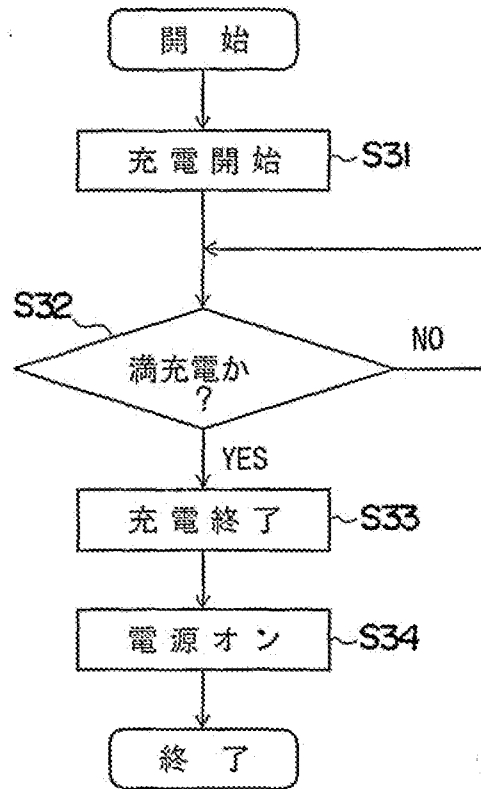 開始
充電開始
S31
S32
満充電か
?
NO
YES
充電終了
S33
電源オン
S34
終了